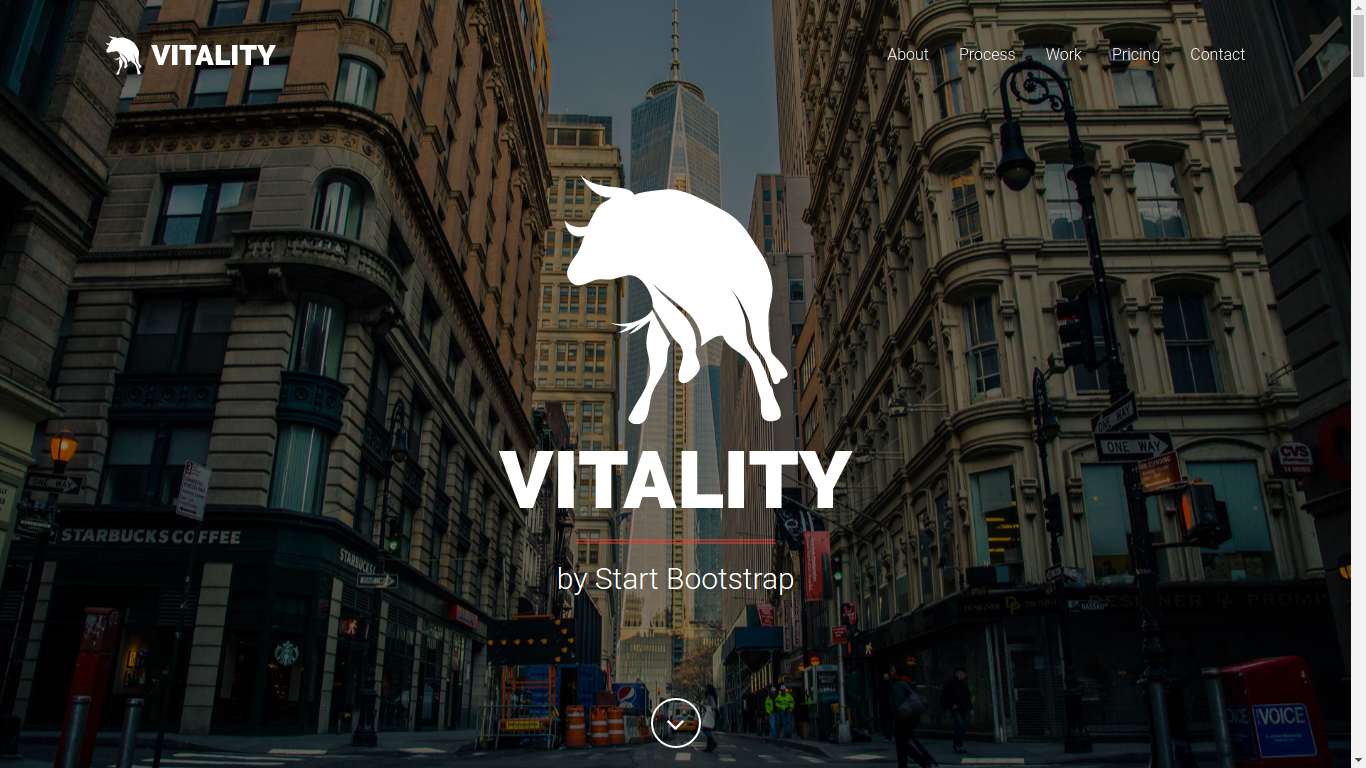 VITALITY
About
Process
Work
Pricing
Contact
VITALITY
by Start Bootstrap
STARBUCKS COFFEE
STARBUCKS
ONE WAY
ONE WAY
ONE WAY
CVS
NASSAU
VOICE